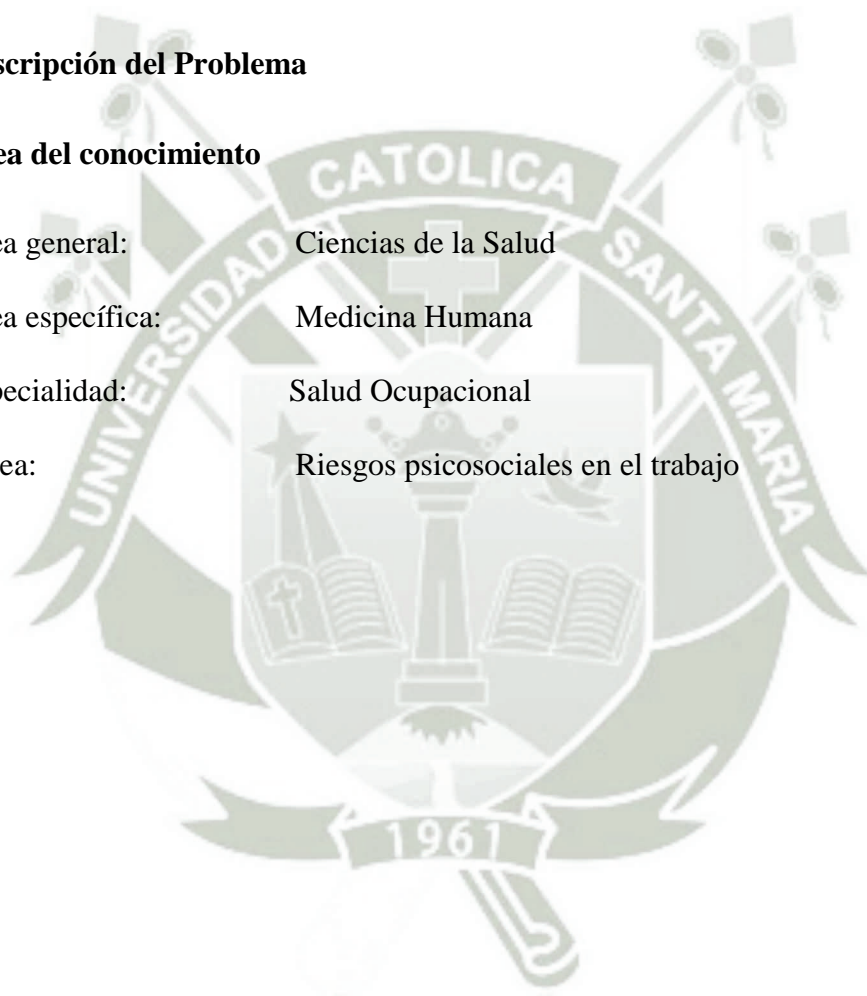 scripción del Problema
ea del conocimiento
ea general: Ciencias de la Salud
ea específica: Medicina Humana
pecialidad: Salud Ocupacional
ea: Riesgos psicosociales en el trabajo
UNIVERSIDAD CATOLICA SANTA MARIA
1961